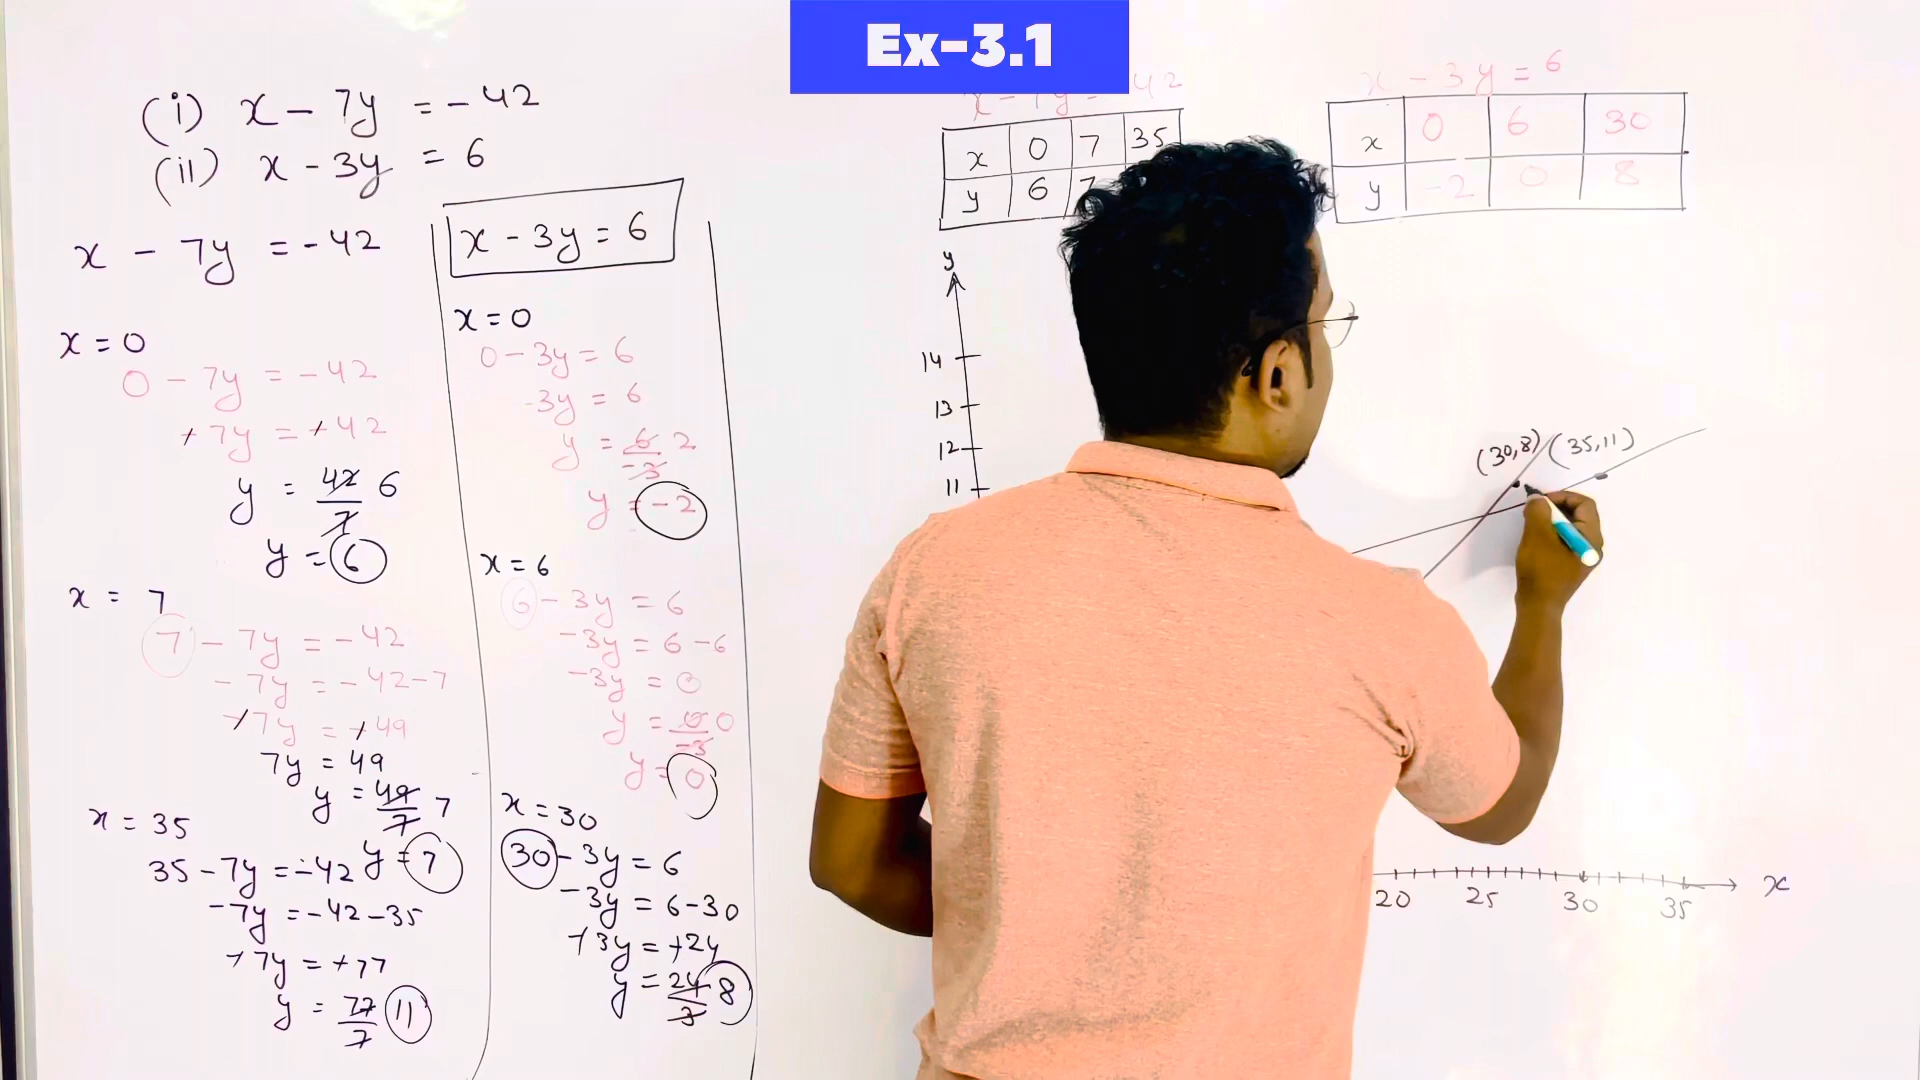 Ex-3.1
(i) x - 7y = -42
(ii) x - 3y = 6
x - 7y = -42
x = 0
0 - 7y = -42
+7y = +42
y = 42/7 6
y = 6
x = 7
7 - 7y = -42
-7y = -42-7
+7y = +49
7y = 49
y = 49/7 7
y = 7
x = 35
35 - 7y = -42
-7y = -42-35
+7y = +77
y = 77/7 11
x - 3y = 6
x = 0
0 - 3y = 6
-3y = 6
y = 6/-3 2
y = -2
x = 6
6 - 3y = 6
-3y = 6-6
-3y = 0
y = 0/-3 0
y = 0
x = 30
30 - 3y = 6
-3y = 6-30
+3y = +24
y = 24/3 8
x - 7y = 42
x 0 7 35
y 6 7
x - 3y = 6
x 0 6 30
y -2 0 8
y
14
13
12
11
(30,8) (35,11)
20 25 30 35 x